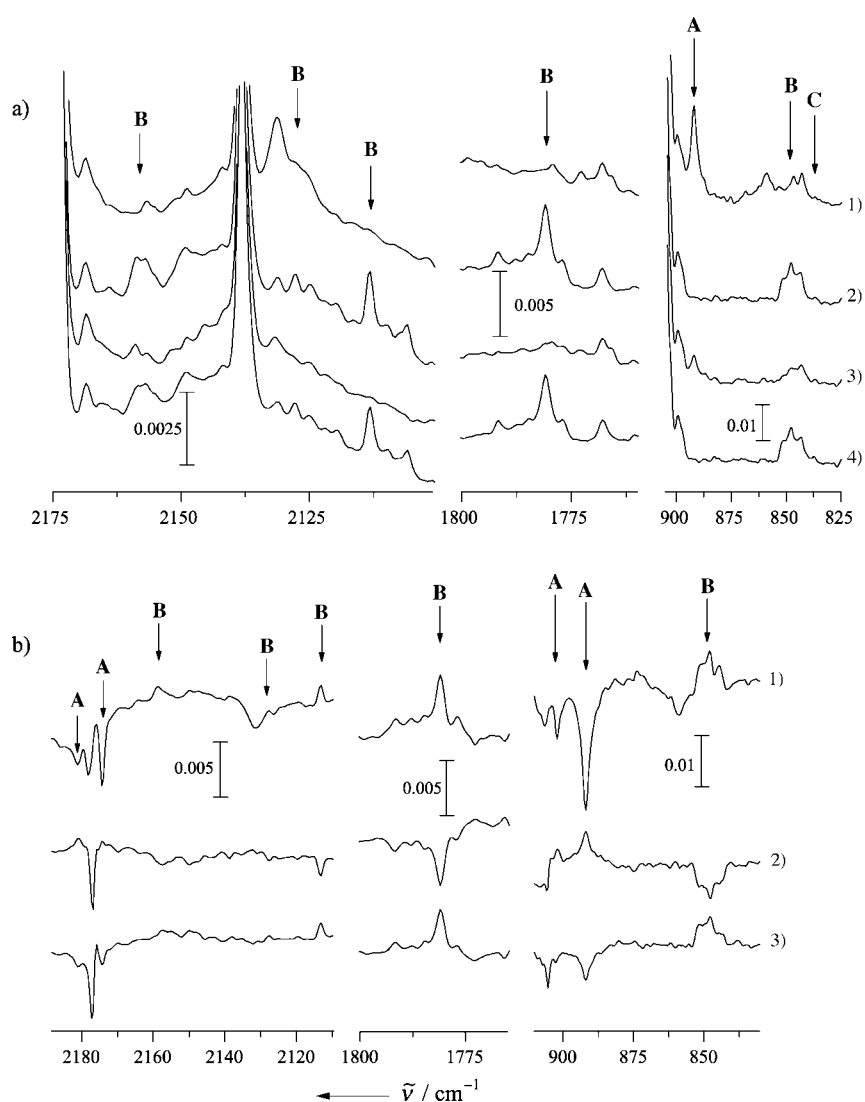 A
B
B
B
B
B
C
a)
1)
2)
3)
4)
0.0025
0.005
0.01
2175 2150 2125 1800 1775 900 875 850 825
b)
A
A
B
B
B
B
A
A
B
1)
2)
3)
0.005
0.005
0.01
2180 2160 2140 2120 1800 1775 900 875 850
ṽ / cm⁻¹